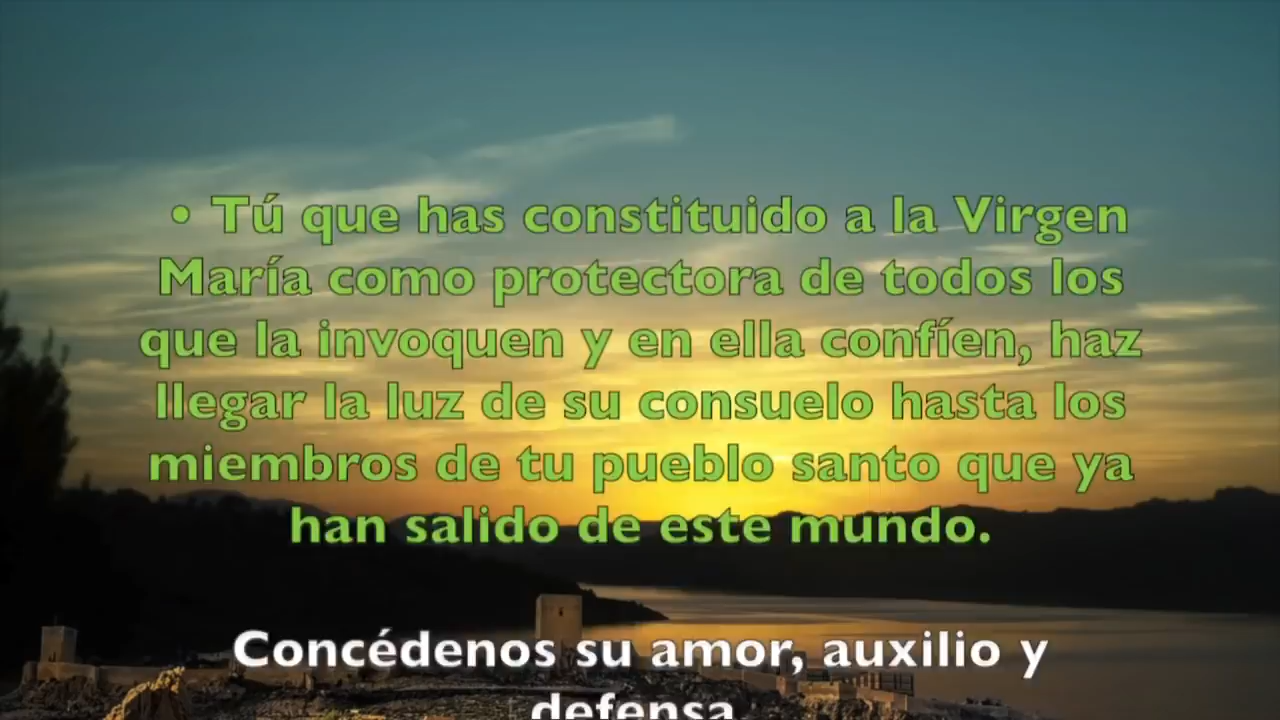 • Tú que has constituido a la Virgen
María como protectora de todos los
que la invoquen y en ella confíen, haz
llegar la luz de su consuelo hasta los
miembros de tu pueblo santo que ya
han salido de este mundo.
Concédenos su amor, auxilio y
defensa.